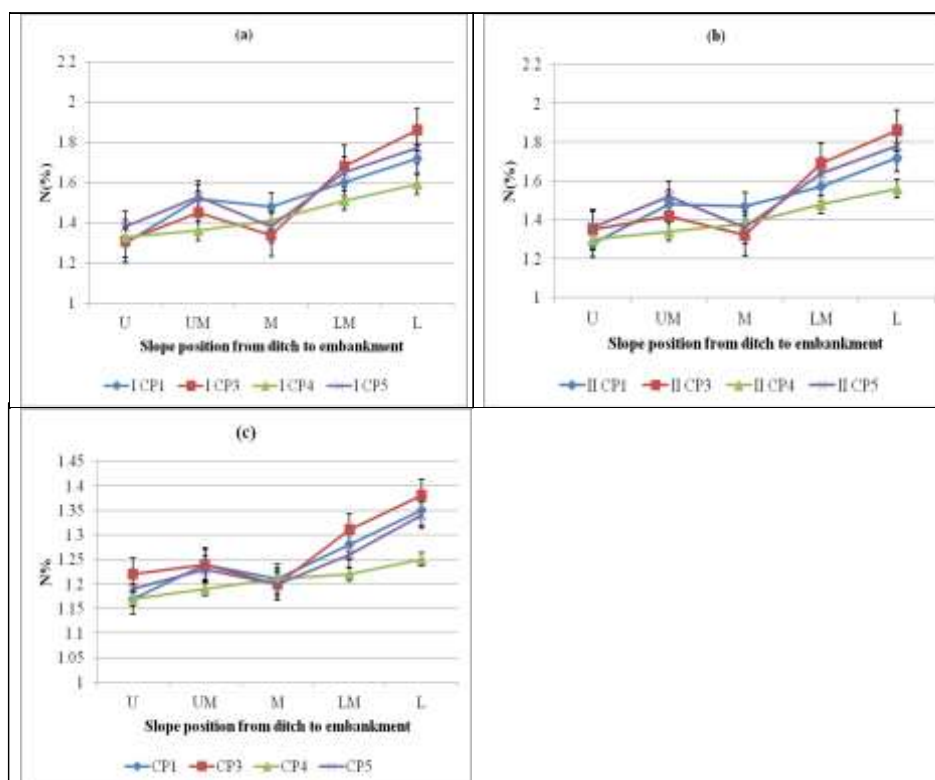 (a)
2.2
2
1.8
1.6
1.4
1.2
1
N(%)
U UM M LM L
Slope position from ditch to embankment
I CP1 I CP3 I CP4 I CP5
(b)
2.2
2
1.8
1.6
1.4
1.2
1
N(%)
U UM M LM L
Slope position from ditch to embankment
II CP1 II CP3 II CP4 II CP5
(c)
1.45
1.4
1.35
1.3
1.25
1.2
1.15
1.1
1.05
1
N%
U UM M LM L
Slope position from ditch to embankment
CP1 CP3 CP4 CP5